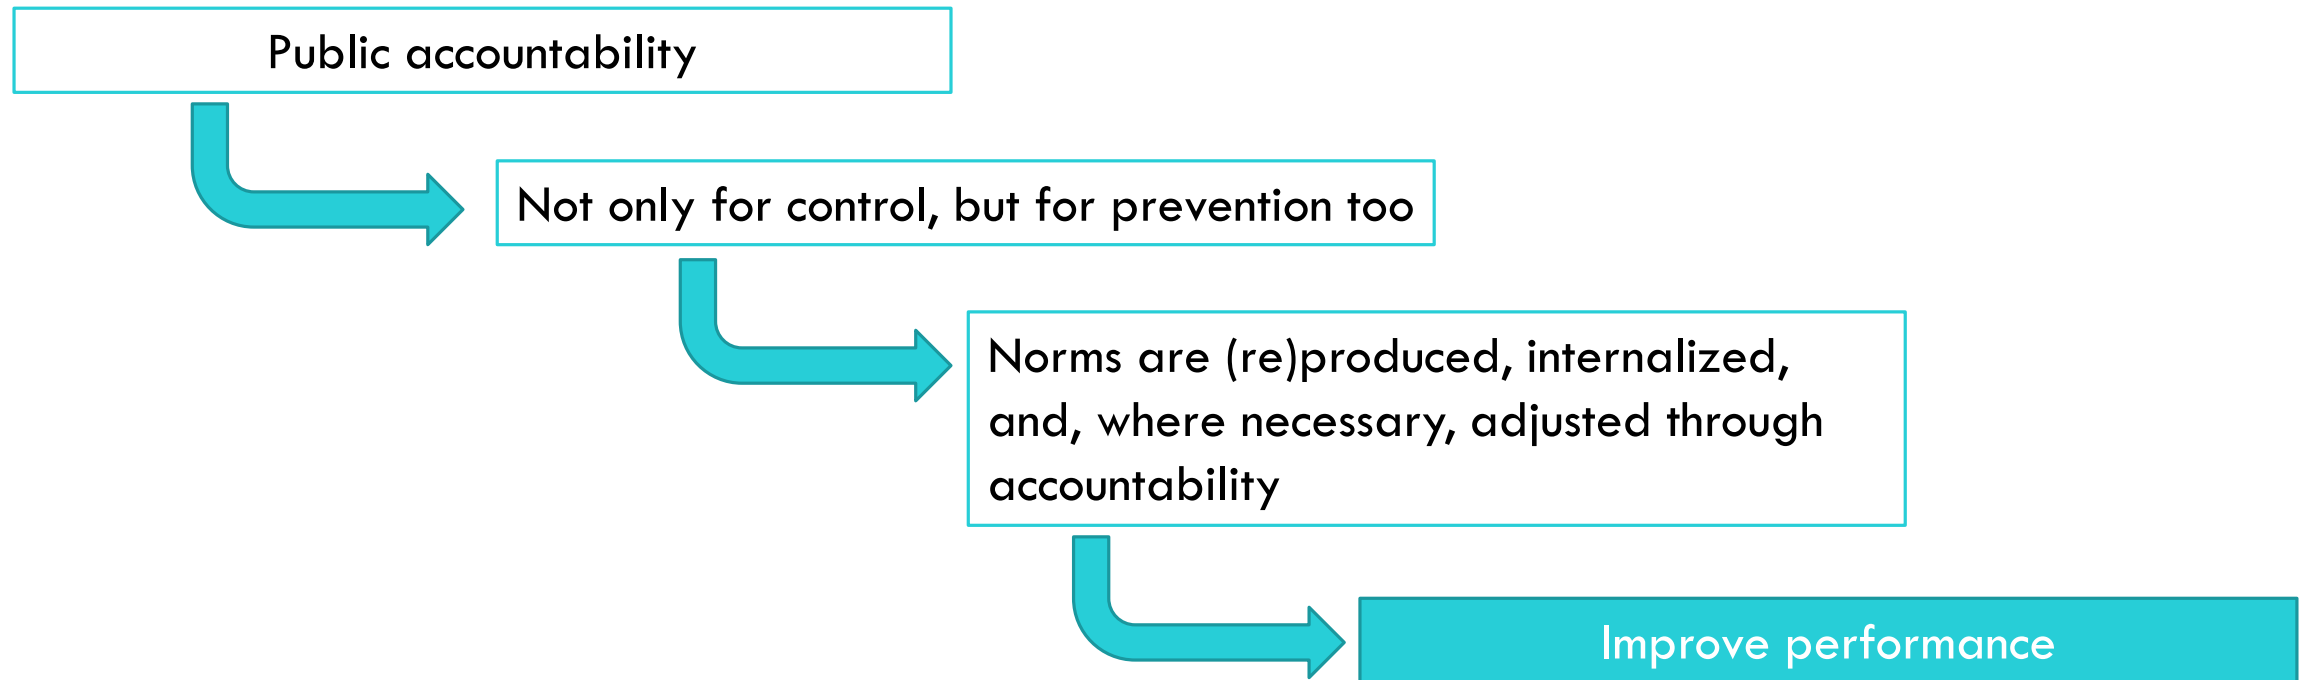 Public accountability
Not only for control, but for prevention too
Norms are (re)produced, internalized,
and, where necessary, adjusted through
accountability
Improve performance